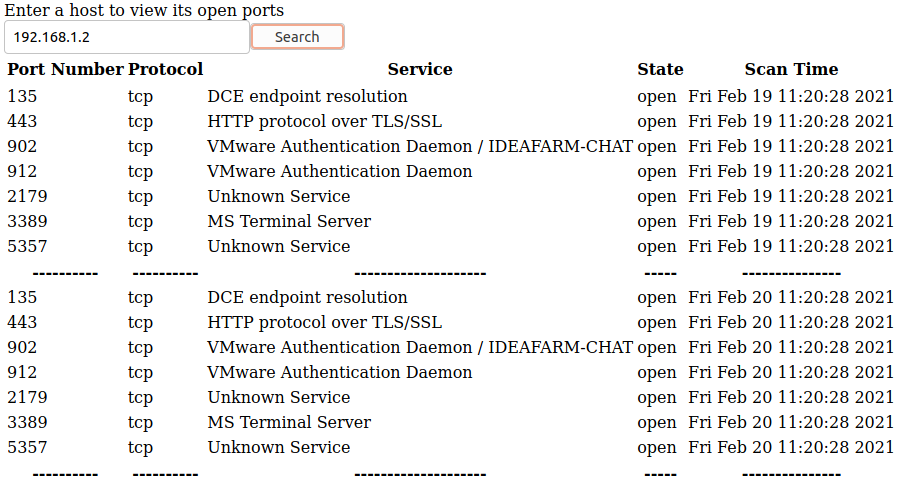 Enter a host to view its open ports
192.168.1.2 Search
Port Number Protocol Service State Scan Time
135 tcp DCE endpoint resolution open Fri Feb 19 11:20:28 2021
443 tcp HTTP protocol over TLS/SSL open Fri Feb 19 11:20:28 2021
902 tcp VMware Authentication Daemon / IDEAFARM-CHAT open Fri Feb 19 11:20:28 2021
912 tcp VMware Authentication Daemon open Fri Feb 19 11:20:28 2021
2179 tcp Unknown Service open Fri Feb 19 11:20:28 2021
3389 tcp MS Terminal Server open Fri Feb 19 11:20:28 2021
5357 tcp Unknown Service open Fri Feb 19 11:20:28 2021
---------- ---------- -------------------- ----- ---------------
135 tcp DCE endpoint resolution open Fri Feb 20 11:20:28 2021
443 tcp HTTP protocol over TLS/SSL open Fri Feb 20 11:20:28 2021
902 tcp VMware Authentication Daemon / IDEAFARM-CHAT open Fri Feb 20 11:20:28 2021
912 tcp VMware Authentication Daemon open Fri Feb 20 11:20:28 2021
2179 tcp Unknown Service open Fri Feb 20 11:20:28 2021
3389 tcp MS Terminal Server open Fri Feb 20 11:20:28 2021
5357 tcp Unknown Service open Fri Feb 20 11:20:28 2021
---------- ---------- -------------------- ----- ---------------